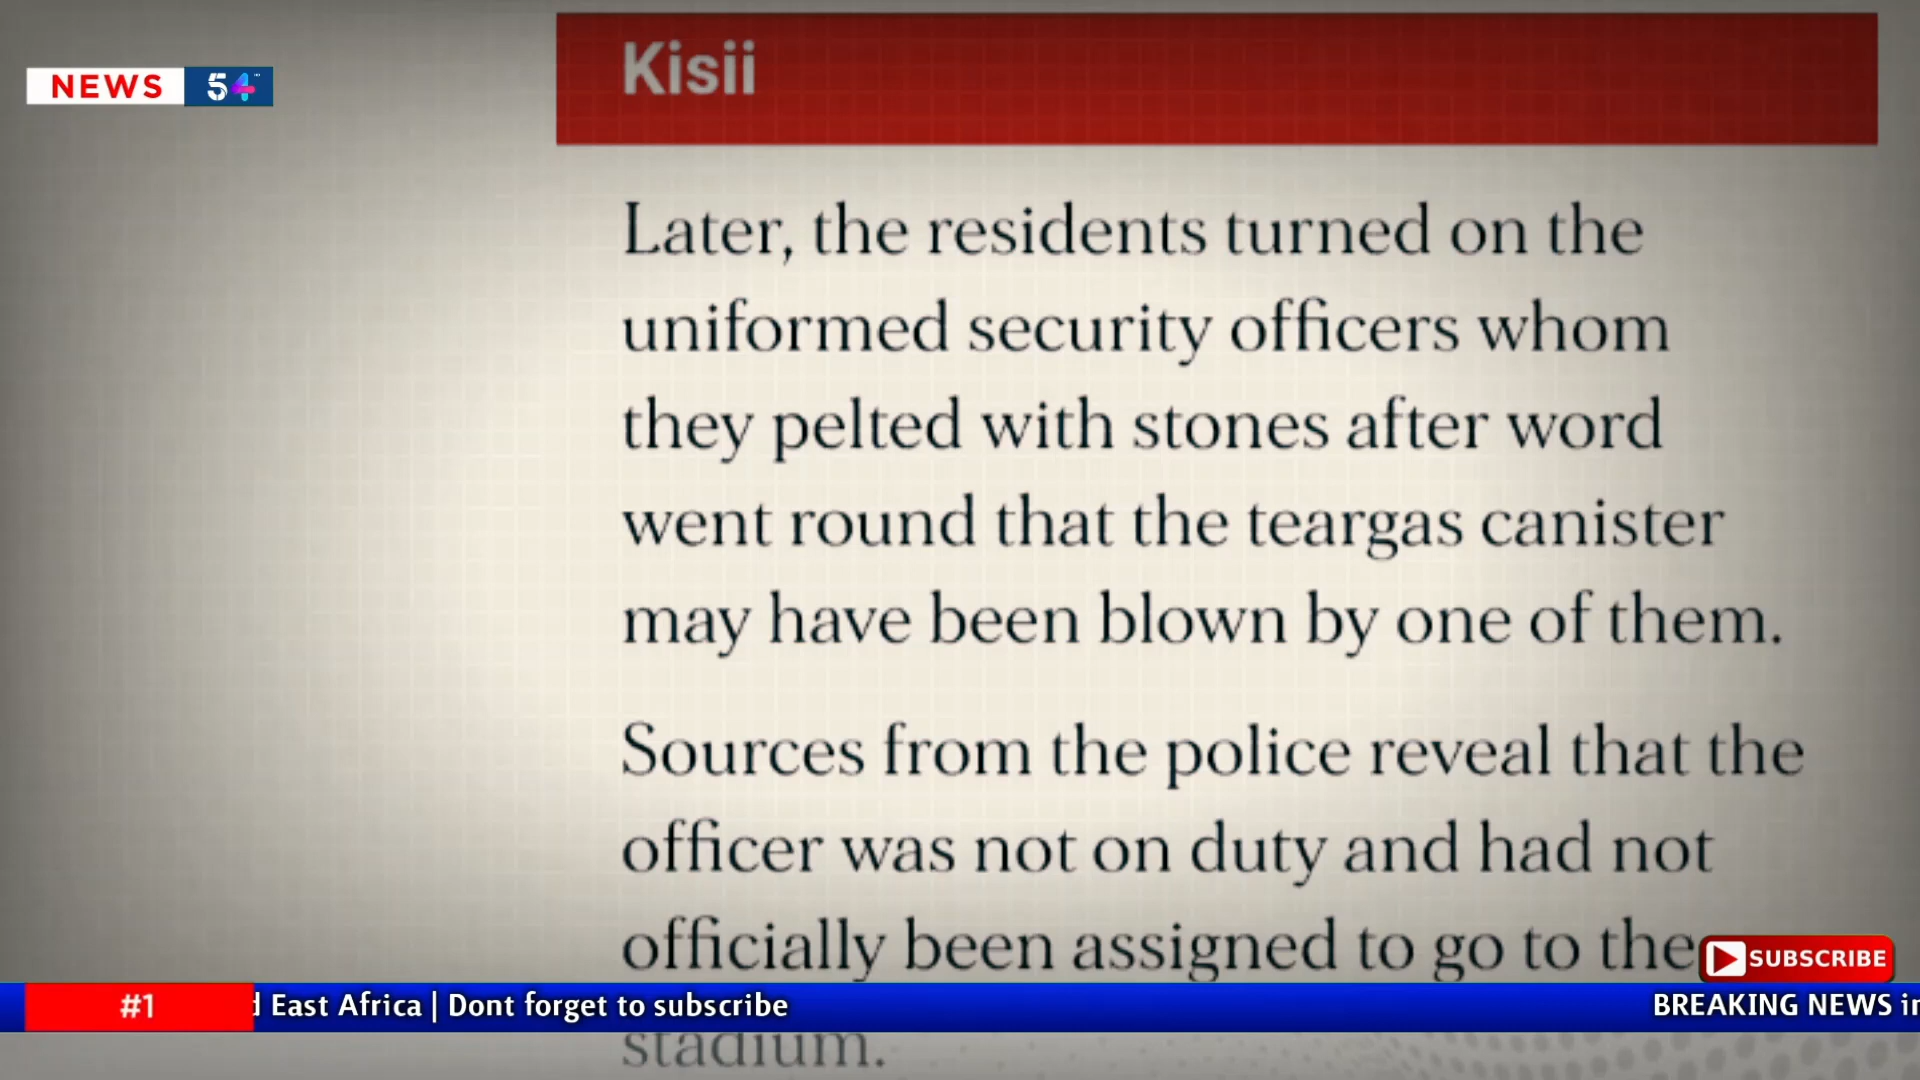 Kisii
NEWS 54
Later, the residents turned on the
uniformed security officers whom
they pelted with stones after word
went round that the teargas canister
may have been blown by one of them.
Sources from the police reveal that the
officer was not on duty and had not
officially been assigned to go to the
SUBSCRIBE
#1
East Africa | Dont forget to subscribe
BREAKING NEWS
stadium.